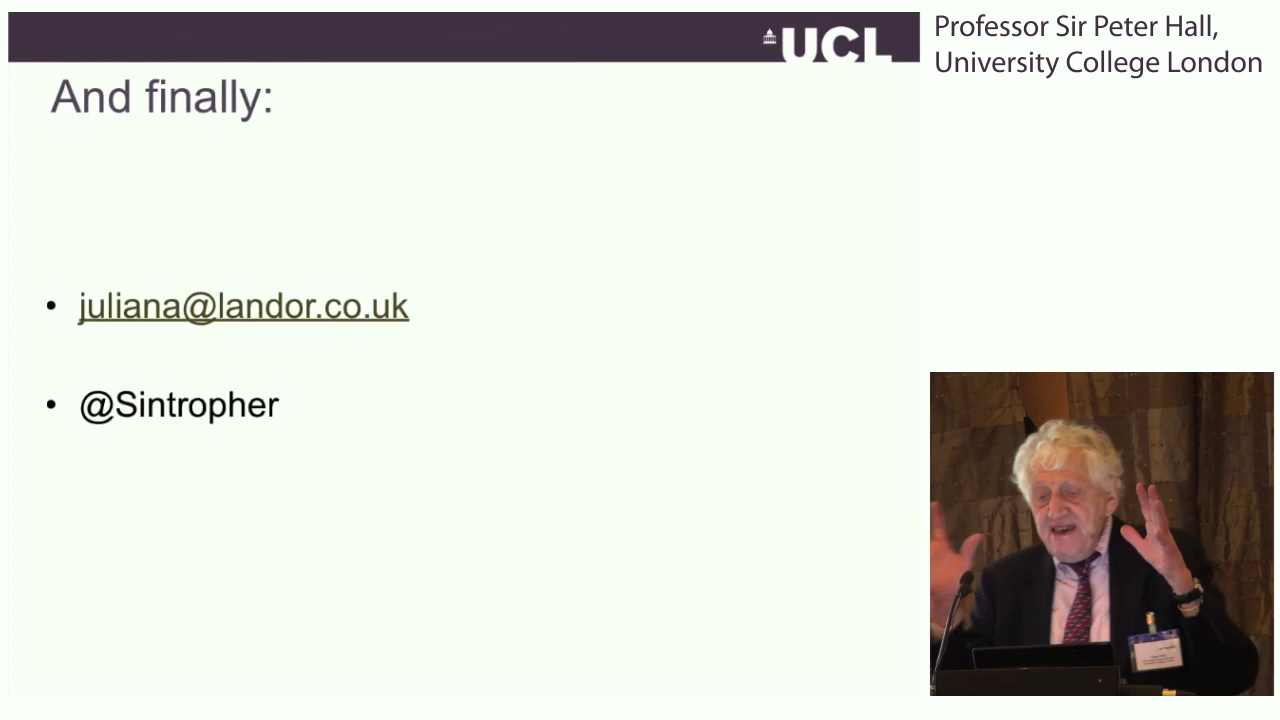 UCL
And finally:
• juliana@landor.co.uk
• @Sintropher
Professor Sir Peter Hall,
University College London